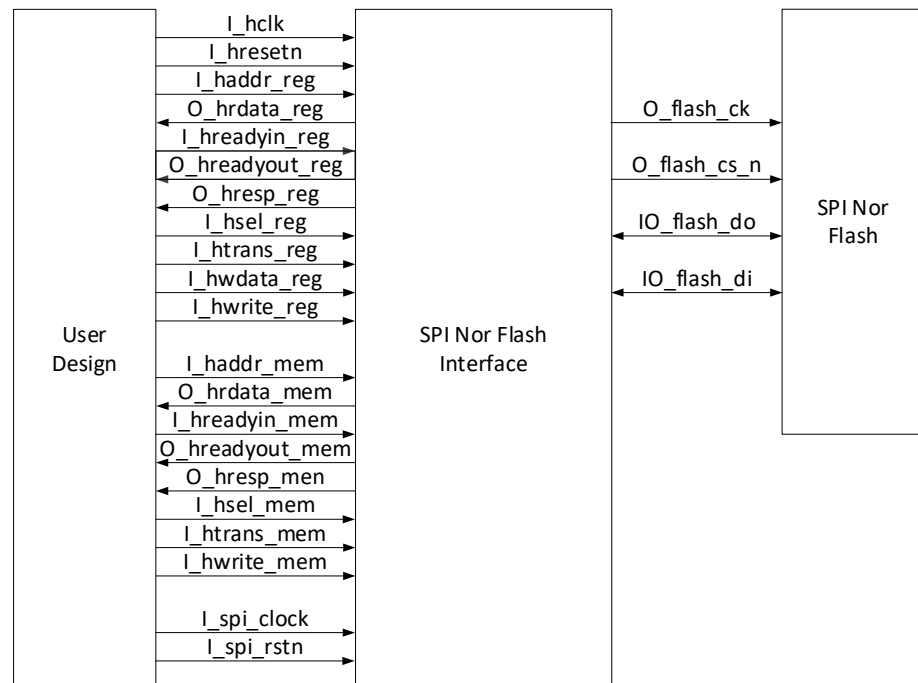 I_hclk
I_hresetn
I_haddr_reg
O_hrdata_reg
I_hreadyin_reg
O_hreadyout_reg
O_hresp_reg
I_hsel_reg
I_htrans_reg
I_hwdata_reg
I_hwrite_reg
User
Design
I_haddr_mem
O_hrdata_mem
I_hreadyin_mem
O_hreadyout_mem
O_hresp_men
I_hsel_mem
I_htrans_mem
I_hwrite_mem
I_spi_clock
I_spi_rstn
SPI Nor Flash
Interface
O_flash_ck
O_flash_cs_n
IO_flash_do
IO_flash_di
SPI Nor
Flash